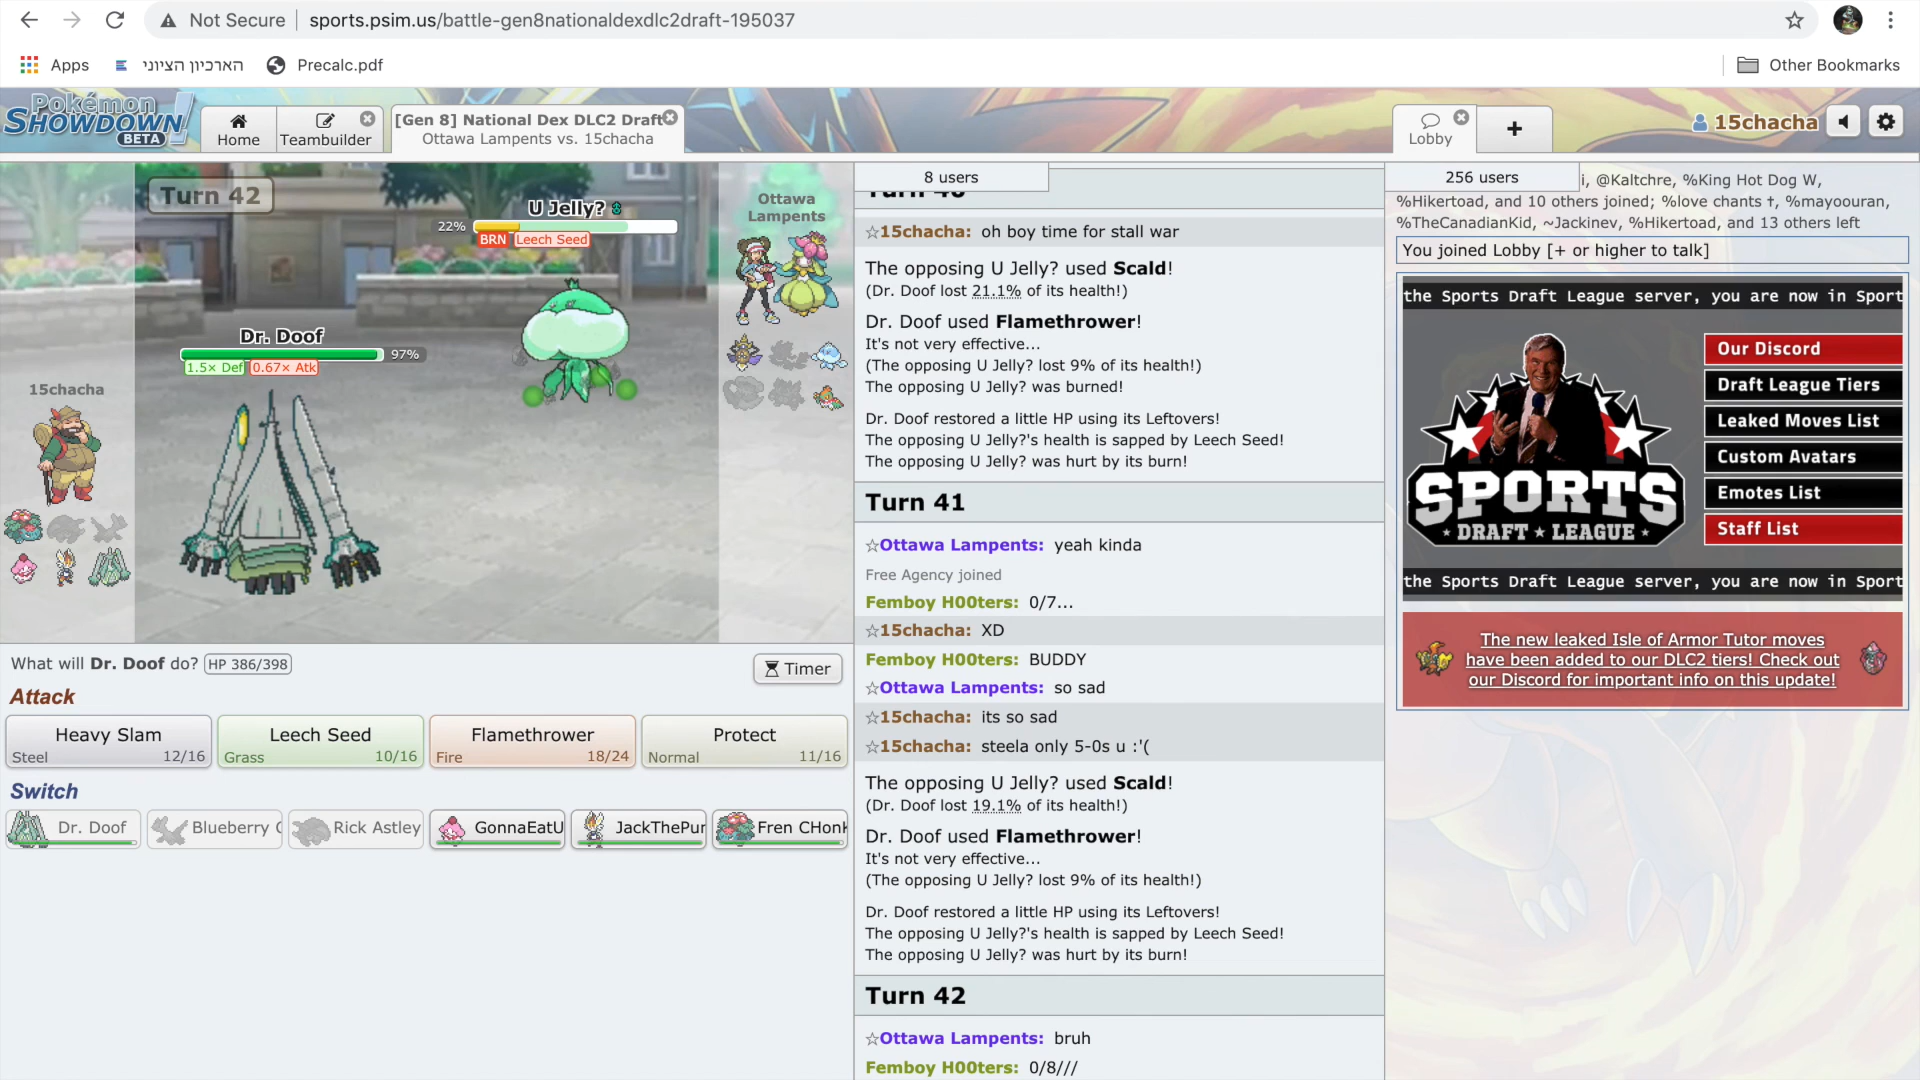 Not Secure
sports.psim.us/battle-gen8nationaldexdlc2draft-195037
Apps
הארכיון הציוני
Precalc.pdf
Other Bookmarks
Pokémon
SHOWDOWN!
BETA
Home
Teambuilder
[Gen 8] National Dex DLC2 Draft
Ottawa Lampents vs. 15chacha
Lobby
15chacha
Turn 42
U Jelly?
22%
BRN
Leech Seed
Dr. Doof
97%
1.5× Def
0.67× Atk
15chacha
Ottawa
Lampents
What will Dr. Doof do? HP 386/398
Timer
Attack
Heavy Slam
Steel 12/16
Leech Seed
Grass 10/16
Flamethrower
Fire 18/24
Protect
Normal 11/16
Switch
Dr. Doof
Blueberry
Rick Astley
GonnaEatU
JackThePur
Fren CHonk
8 users
Turn 40
☆15chacha: oh boy time for stall war
The opposing U Jelly? used Scald!
(Dr. Doof lost 21.1% of its health!)
Dr. Doof used Flamethrower!
It's not very effective...
(The opposing U Jelly? lost 9% of its health!)
The opposing U Jelly? was burned!
Dr. Doof restored a little HP using its Leftovers!
The opposing U Jelly?'s health is sapped by Leech Seed!
The opposing U Jelly? was hurt by its burn!
Turn 41
☆Ottawa Lampents: yeah kinda
Free Agency joined
Femboy H00ters: 0/7...
☆15chacha: XD
Femboy H00ters: BUDDY
☆Ottawa Lampents: so sad
☆15chacha: its so sad
☆15chacha: steela only 5-0s u :'(
The opposing U Jelly? used Scald!
(Dr. Doof lost 19.1% of its health!)
Dr. Doof used Flamethrower!
It's not very effective...
(The opposing U Jelly? lost 9% of its health!)
Dr. Doof restored a little HP using its Leftovers!
The opposing U Jelly?'s health is sapped by Leech Seed!
The opposing U Jelly? was hurt by its burn!
Turn 42
☆Ottawa Lampents: bruh
Femboy H00ters: 0/8///
256 users
i, @Kaltchre, %King Hot Dog W,
%Hikertoad, and 10 others joined; %love chants †, %mayoouran,
%TheCanadianKid, ~Jackinev, %Hikertoad, and 13 others left
You joined Lobby [+ or higher to talk]
the Sports Draft League server, you are now in Sport
SPORTS
DRAFT ★ LEAGUE ★
Our Discord
Draft League Tiers
Leaked Moves List
Custom Avatars
Emotes List
Staff List
the Sports Draft League server, you are now in Sport
The new leaked Isle of Armor Tutor moves
have been added to our DLC2 tiers! Check out
our Discord for important info on this update!